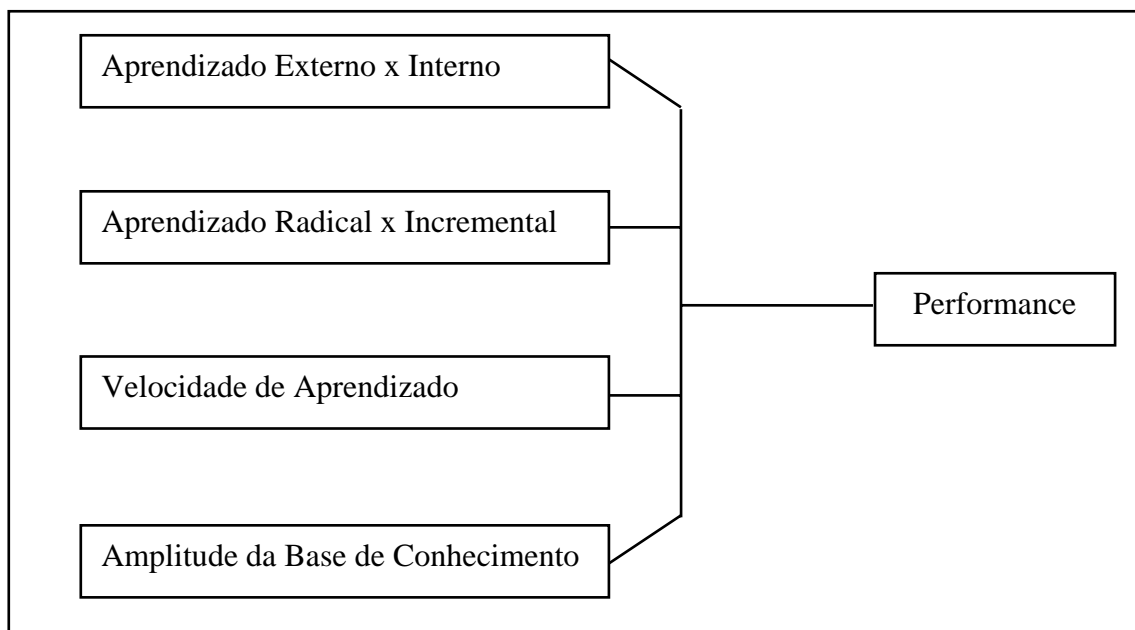 Aprendizado Externo x Interno
Aprendizado Radical x Incremental
Performance
Velocidade de Aprendizado
Amplitude da Base de Conhecimento